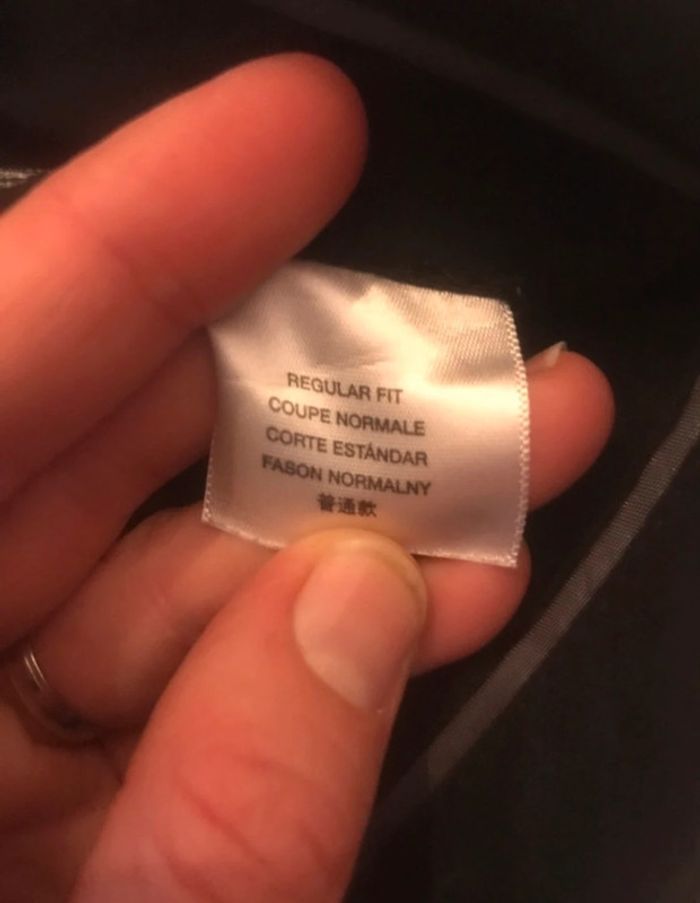 REGULAR FIT
COUPE NORMALE
CORTE ESTÁNDAR
FASON NORMALNY
普通款